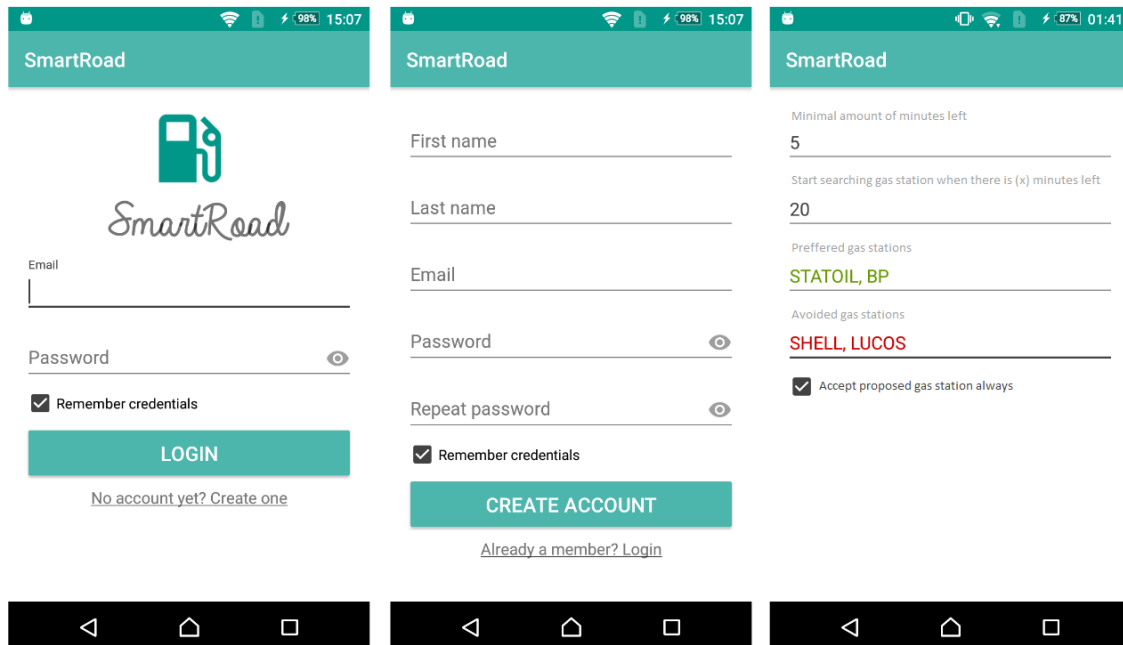 98% 15:07
SmartRoad
SmartRoad
Email
Password
Remember credentials
LOGIN
No account yet? Create one
98% 15:07
SmartRoad
First name
Last name
Email
Password
Repeat password
Remember credentials
CREATE ACCOUNT
Already a member? Login
87% 01:41
SmartRoad
Minimal amount of minutes left
5
Start searching gas station when there is (x) minutes left
20
Preffered gas stations
STATOIL, BP
Avoided gas stations
SHELL, LUCOS
Accept proposed gas station always